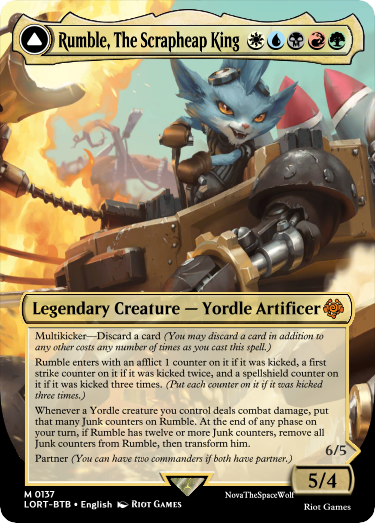 Rumble, The Scrapheap King
Legendary Creature — Yordle Artificer
Multikicker—Discard a card (You may discard a card in addition to
any other costs any number of times as you cast this spell.)
Rumble enters with an afflict 1 counter on it if it was kicked, a first
strike counter on it if it was kicked twice, and a spellshield counter on
it if it was kicked three times. (Put each counter on it if it was kicked
three times.)
Whenever a Yordle creature you control deals combat damage, put
that many Junk counters on Rumble. At the end of any phase on
your turn, if Rumble has twelve or more Junk counters, remove all
Junk counters from Rumble, then transform him.
Partner (You can have two commanders if both have partner.)
6/5
5/4
M 0137
LORT-BTB • English RIOT GAMES
NovaTheSpaceWolf
Riot Games